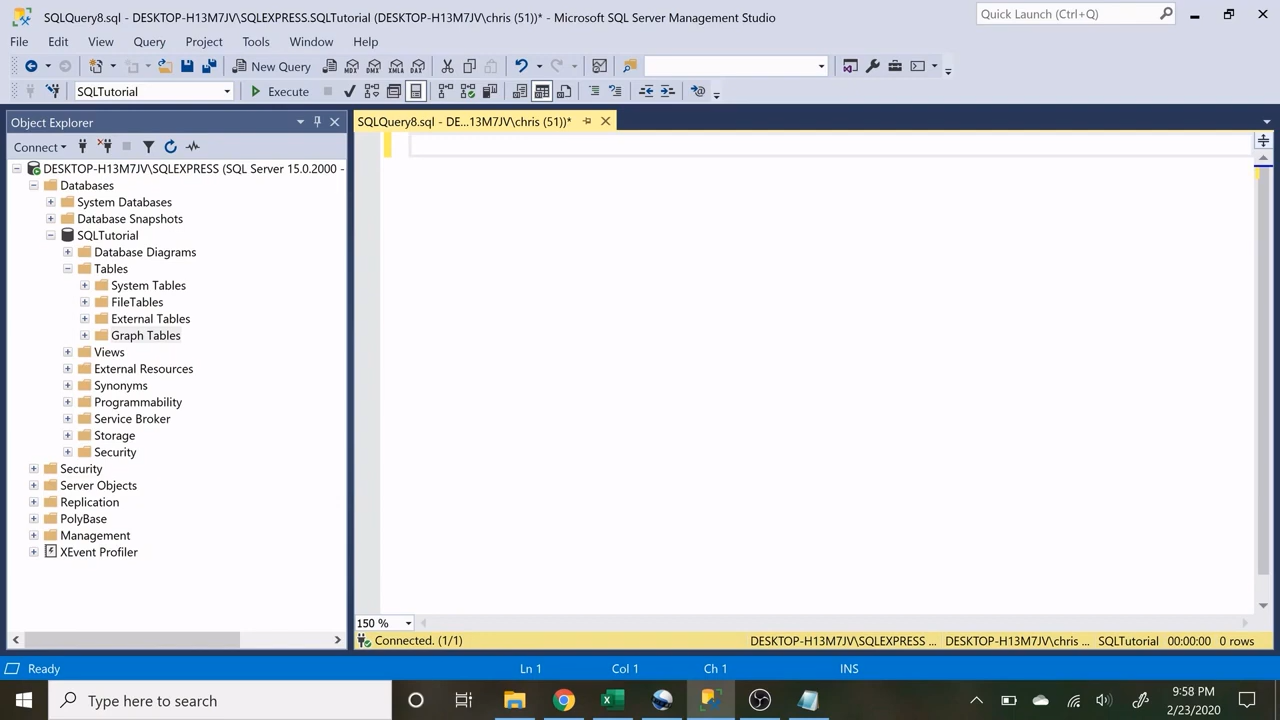 SQLQuery8.sql - DESKTOP-H13M7JV\SQLEXPRESS.SQLTutorial (DESKTOP-H13M7JV\chris (51))* - Microsoft SQL Server Management Studio
Quick Launch (Ctrl+Q)
File Edit View Query Project Tools Window Help
New Query MDX DMX XMLA DAX
SQLTutorial Execute
Object Explorer
SQLQuery8.sql - DE...13M7JV\chris (51))*
Connect
DESKTOP-H13M7JV\SQLEXPRESS (SQL Server 15.0.2000 -
Databases
System Databases
Database Snapshots
SQLTutorial
Database Diagrams
Tables
System Tables
FileTables
External Tables
Graph Tables
Views
External Resources
Synonyms
Programmability
Service Broker
Storage
Security
Security
Server Objects
Replication
PolyBase
Management
XEvent Profiler
150 %
Connected. (1/1) DESKTOP-H13M7JV\SQLEXPRESS ... DESKTOP-H13M7JV\chris ... SQLTutorial 00:00:00 0 rows
Ready Ln 1 Col 1 Ch 1 INS
Type here to search
9:58 PM
2/23/2020